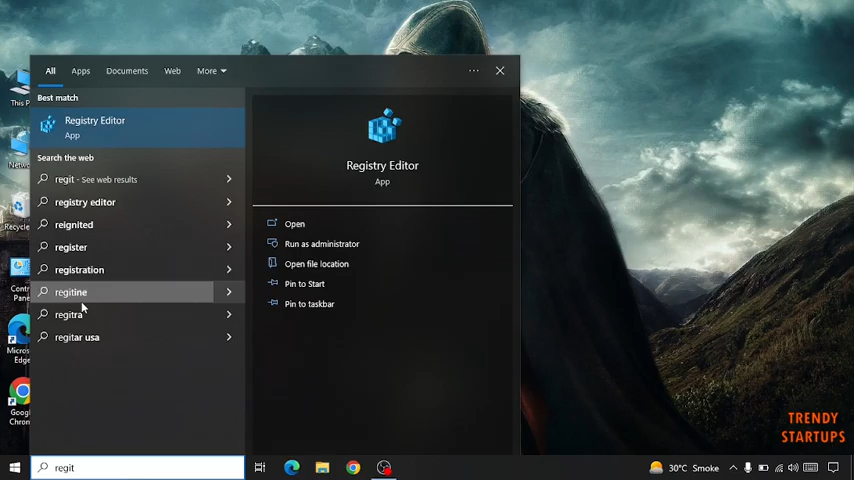 All Apps Documents Web More
Best match
Registry Editor
App
Search the web
regit - See web results
registry editor
reignited
register
registration
regitine
regitra
regitar usa
Registry Editor
App
Open
Run as administrator
Open file location
Pin to Start
Pin to taskbar
This P
Recycle
Contr
Pane
Micros
Edge
Googl
Chron
TRENDY
STARTUPS
regit
30°C Smoke